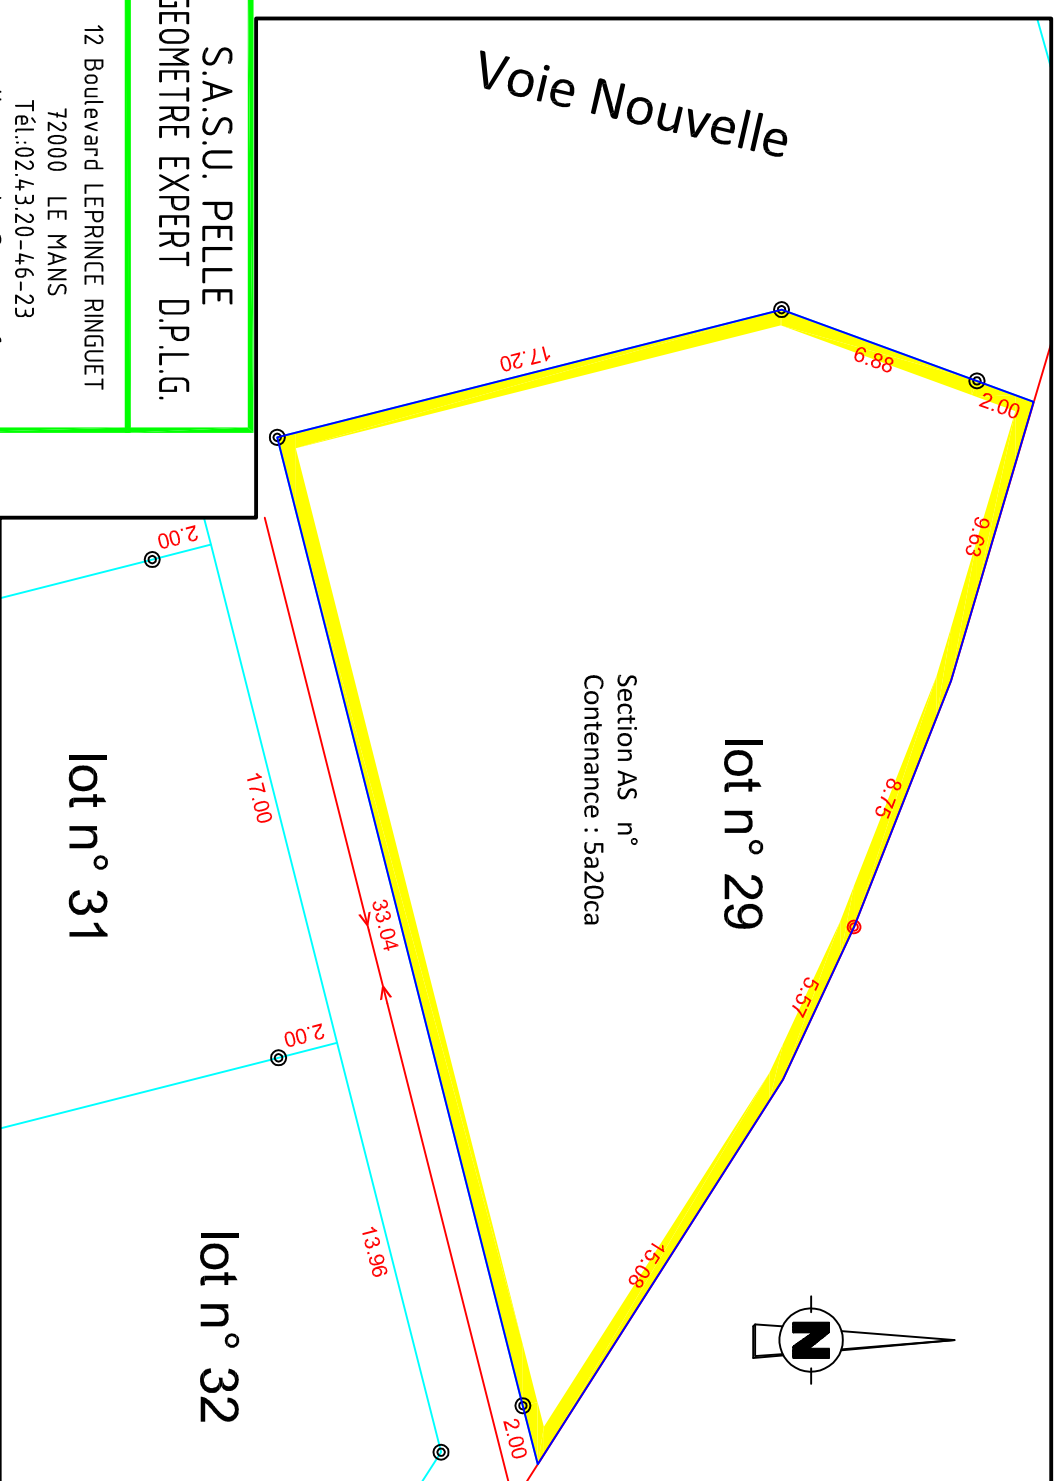 S.A.S.U. PELLE
GEOMETRE EXPERT D.P.L.G.
12 Boulevard LEPRINCE RINGUET
72000 LE MANS
Tél.:02.43.20-46-23
Voie Nouvelle
17.20
6.88
2.00
9.63
8.75
5.57
15.08
2.00
33.04
lot n° 29
Section AS n°
Contenance : 5a20ca
2.00
17.00
2.00
13.96
lot n° 31
lot n° 32
N